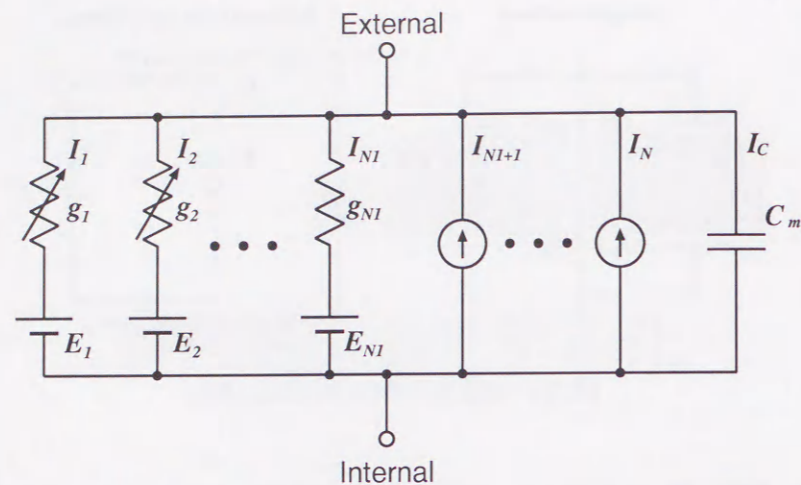 External
I1 I2 IN1 IN1+1 IN IC
g1 g2 gN1 Cm
E1 E2 EN1
Internal